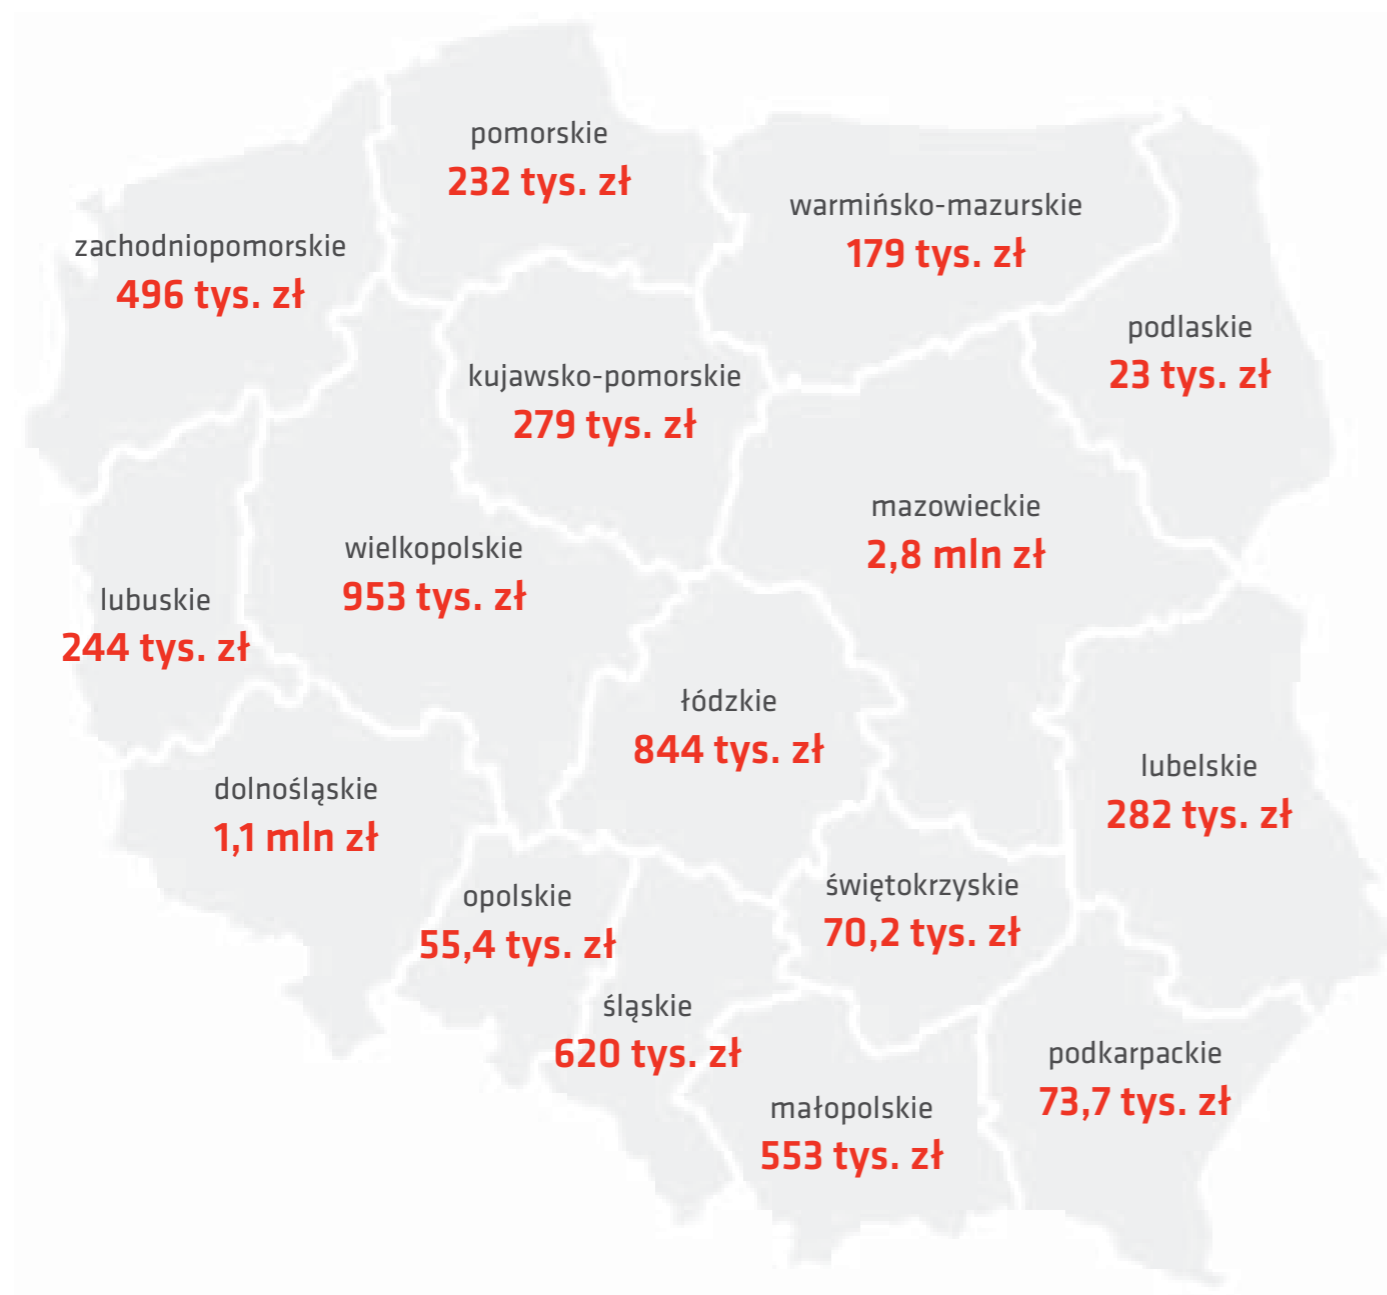 pomorskie
232 tys. zł
warmińsko-mazurskie
179 tys. zł
zachodniopomorskie
496 tys. zł
podlaskie
23 tys. zł
kujawsko-pomorskie
279 tys. zł
mazowieckie
2,8 mln zł
wielkopolskie
953 tys. zł
lubuskie
244 tys. zł
łódzkie
844 tys. zł
lubelskie
282 tys. zł
dolnośląskie
1,1 mln zł
świętokrzyskie
70,2 tys. zł
opolskie
55,4 tys. zł
śląskie
620 tys. zł
podkarpackie
73,7 tys. zł
małopolskie
553 tys. zł